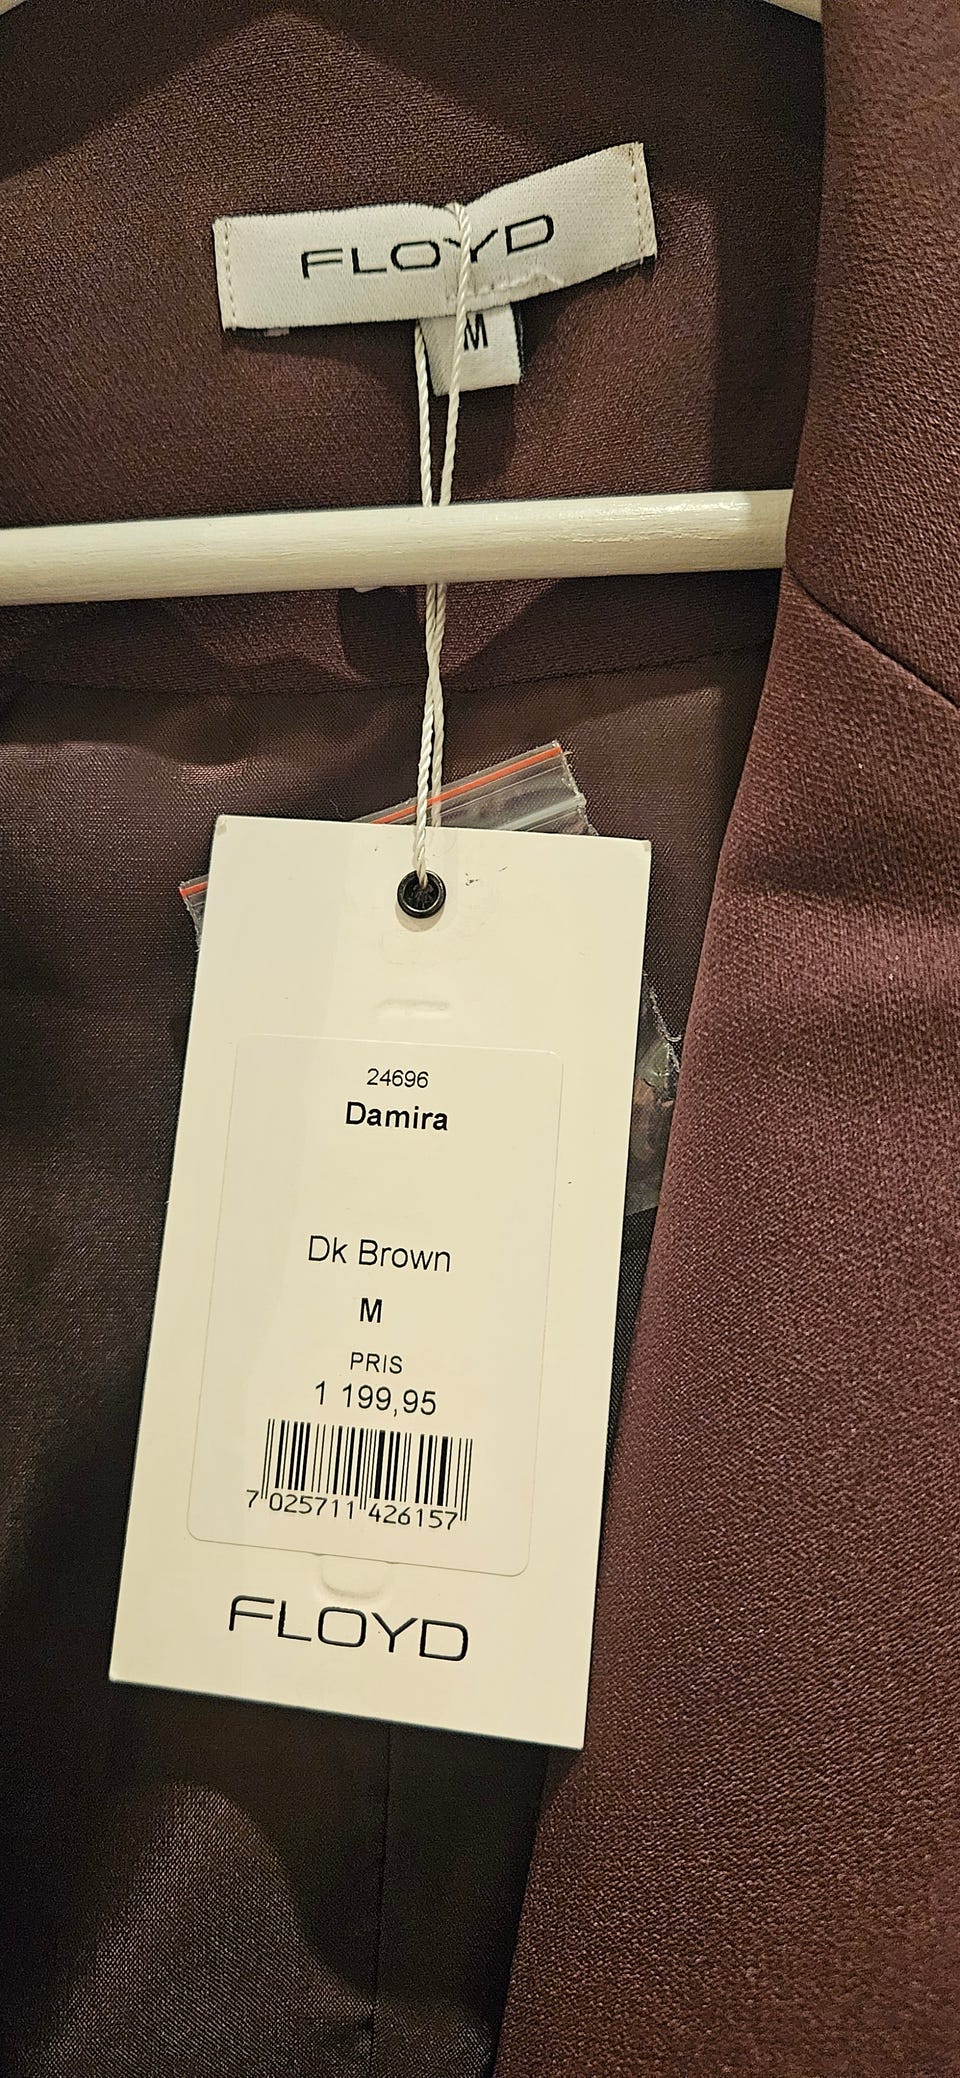 FLOYD
M
24696
Damira
Dk Brown
M
PRIS
1 199,95
7 025711 426157
FLOYD